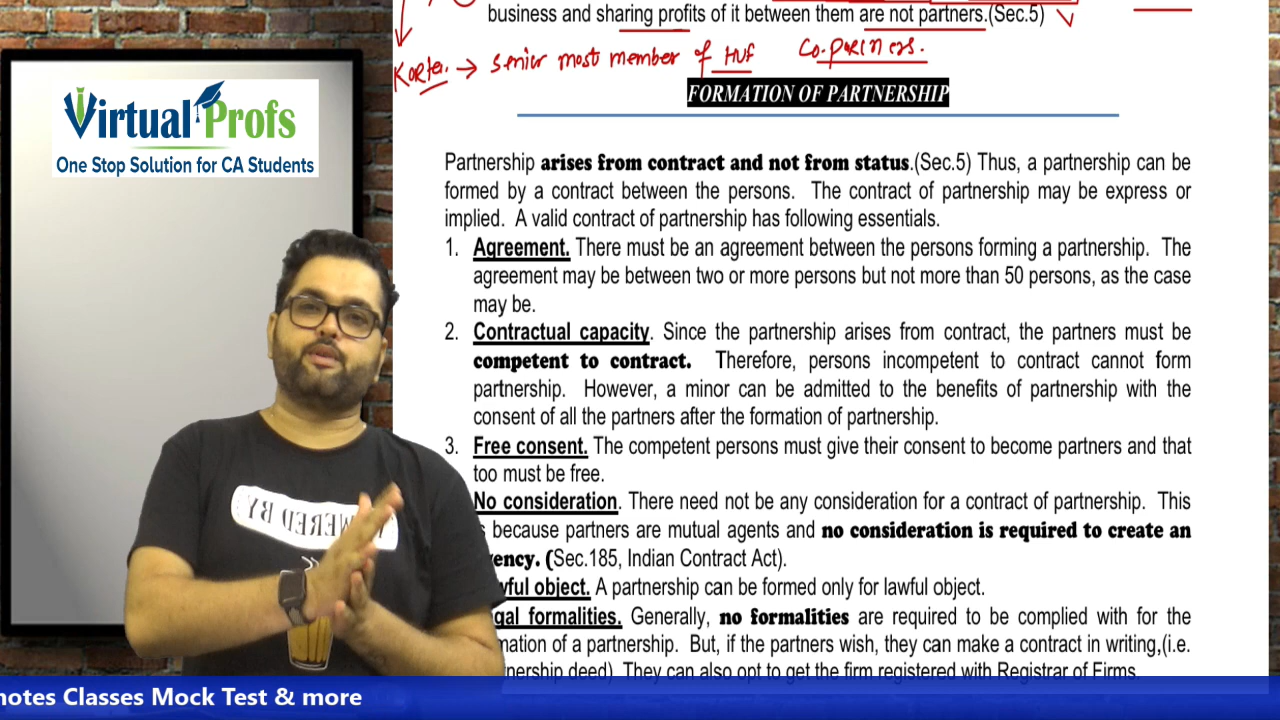 business and sharing profits of it between them are not partners.(Sec.5)
Karta. → senior most member of HUF Co-partners.
FORMATION OF PARTNERSHIP
Virtual Profs
One Stop Solution for CA Students
Partnership arises from contract and not from status.(Sec.5) Thus, a partnership can be
formed by a contract between the persons. The contract of partnership may be express or
implied. A valid contract of partnership has following essentials.
1. Agreement. There must be an agreement between the persons forming a partnership. The
agreement may be between two or more persons but not more than 50 persons, as the case
may be.
2. Contractual capacity. Since the partnership arises from contract, the partners must be
competent to contract. Therefore, persons incompetent to contract cannot form
partnership. However, a minor can be admitted to the benefits of partnership with the
consent of all the partners after the formation of partnership.
3. Free consent. The competent persons must give their consent to become partners and that
too must be free.
No consideration. There need not be any consideration for a contract of partnership. This
because partners are mutual agents and no consideration is required to create an
ency. (Sec.185, Indian Contract Act).
wful object. A partnership can be formed only for lawful object.
gal formalities. Generally, no formalities are required to be complied with for the
mation of a partnership. But, if the partners wish, they can make a contract in writing,(i.e.
tnership deed). They can also opt to get the firm registered with Registrar of Firms.
POWERED BY
notes Classes Mock Test & more